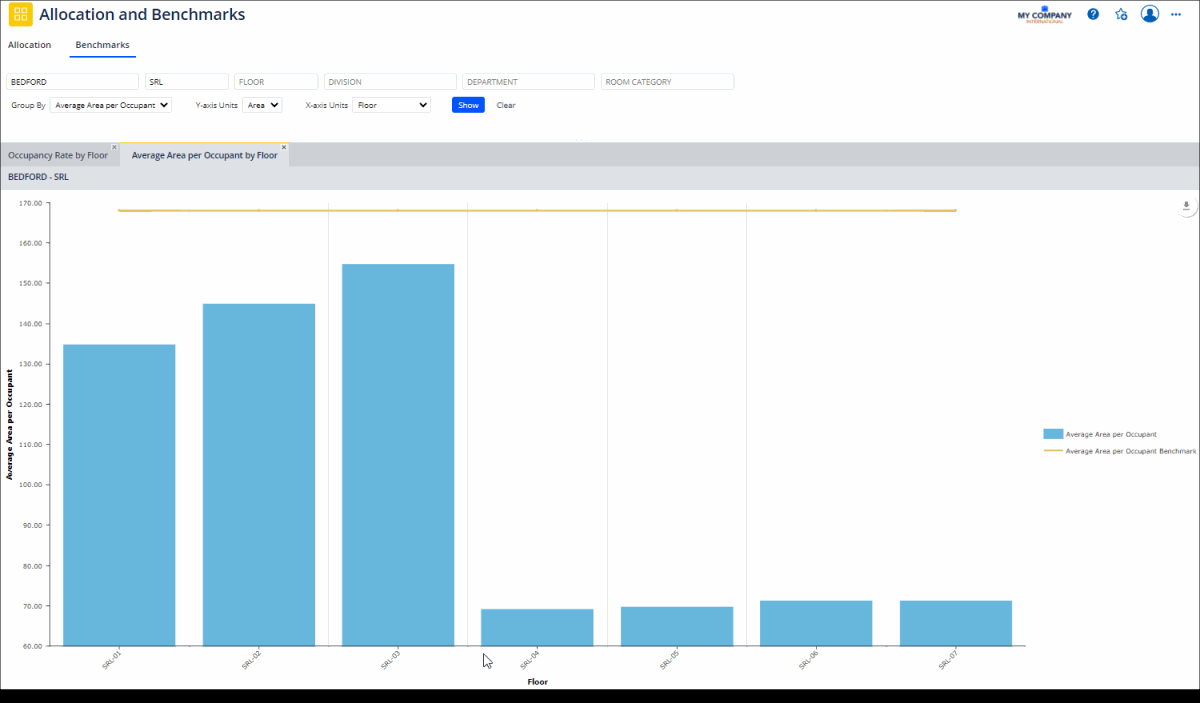 Allocation and Benchmarks
MY COMPANY
INTERNATIONAL
Allocation Benchmarks
BEDFORD SRL FLOOR DIVISION DEPARTMENT ROOM CATEGORY
Group By Average Area per Occupant Y-axis Units Area X-axis Units Floor Show Clear
Occupancy Rate by Floor Average Area per Occupant by Floor
BEDFORD - SRL
170.00
160.00
150.00
140.00
130.00
120.00
110.00
100.00
90.00
80.00
70.00
60.00
Average Area per Occupant
SRL-01 SRL-02 SRL-03 SRL-04 SRL-05 SRL-06 SRL-07
Floor
Average Area per Occupant
Average Area per Occupant Benchmark